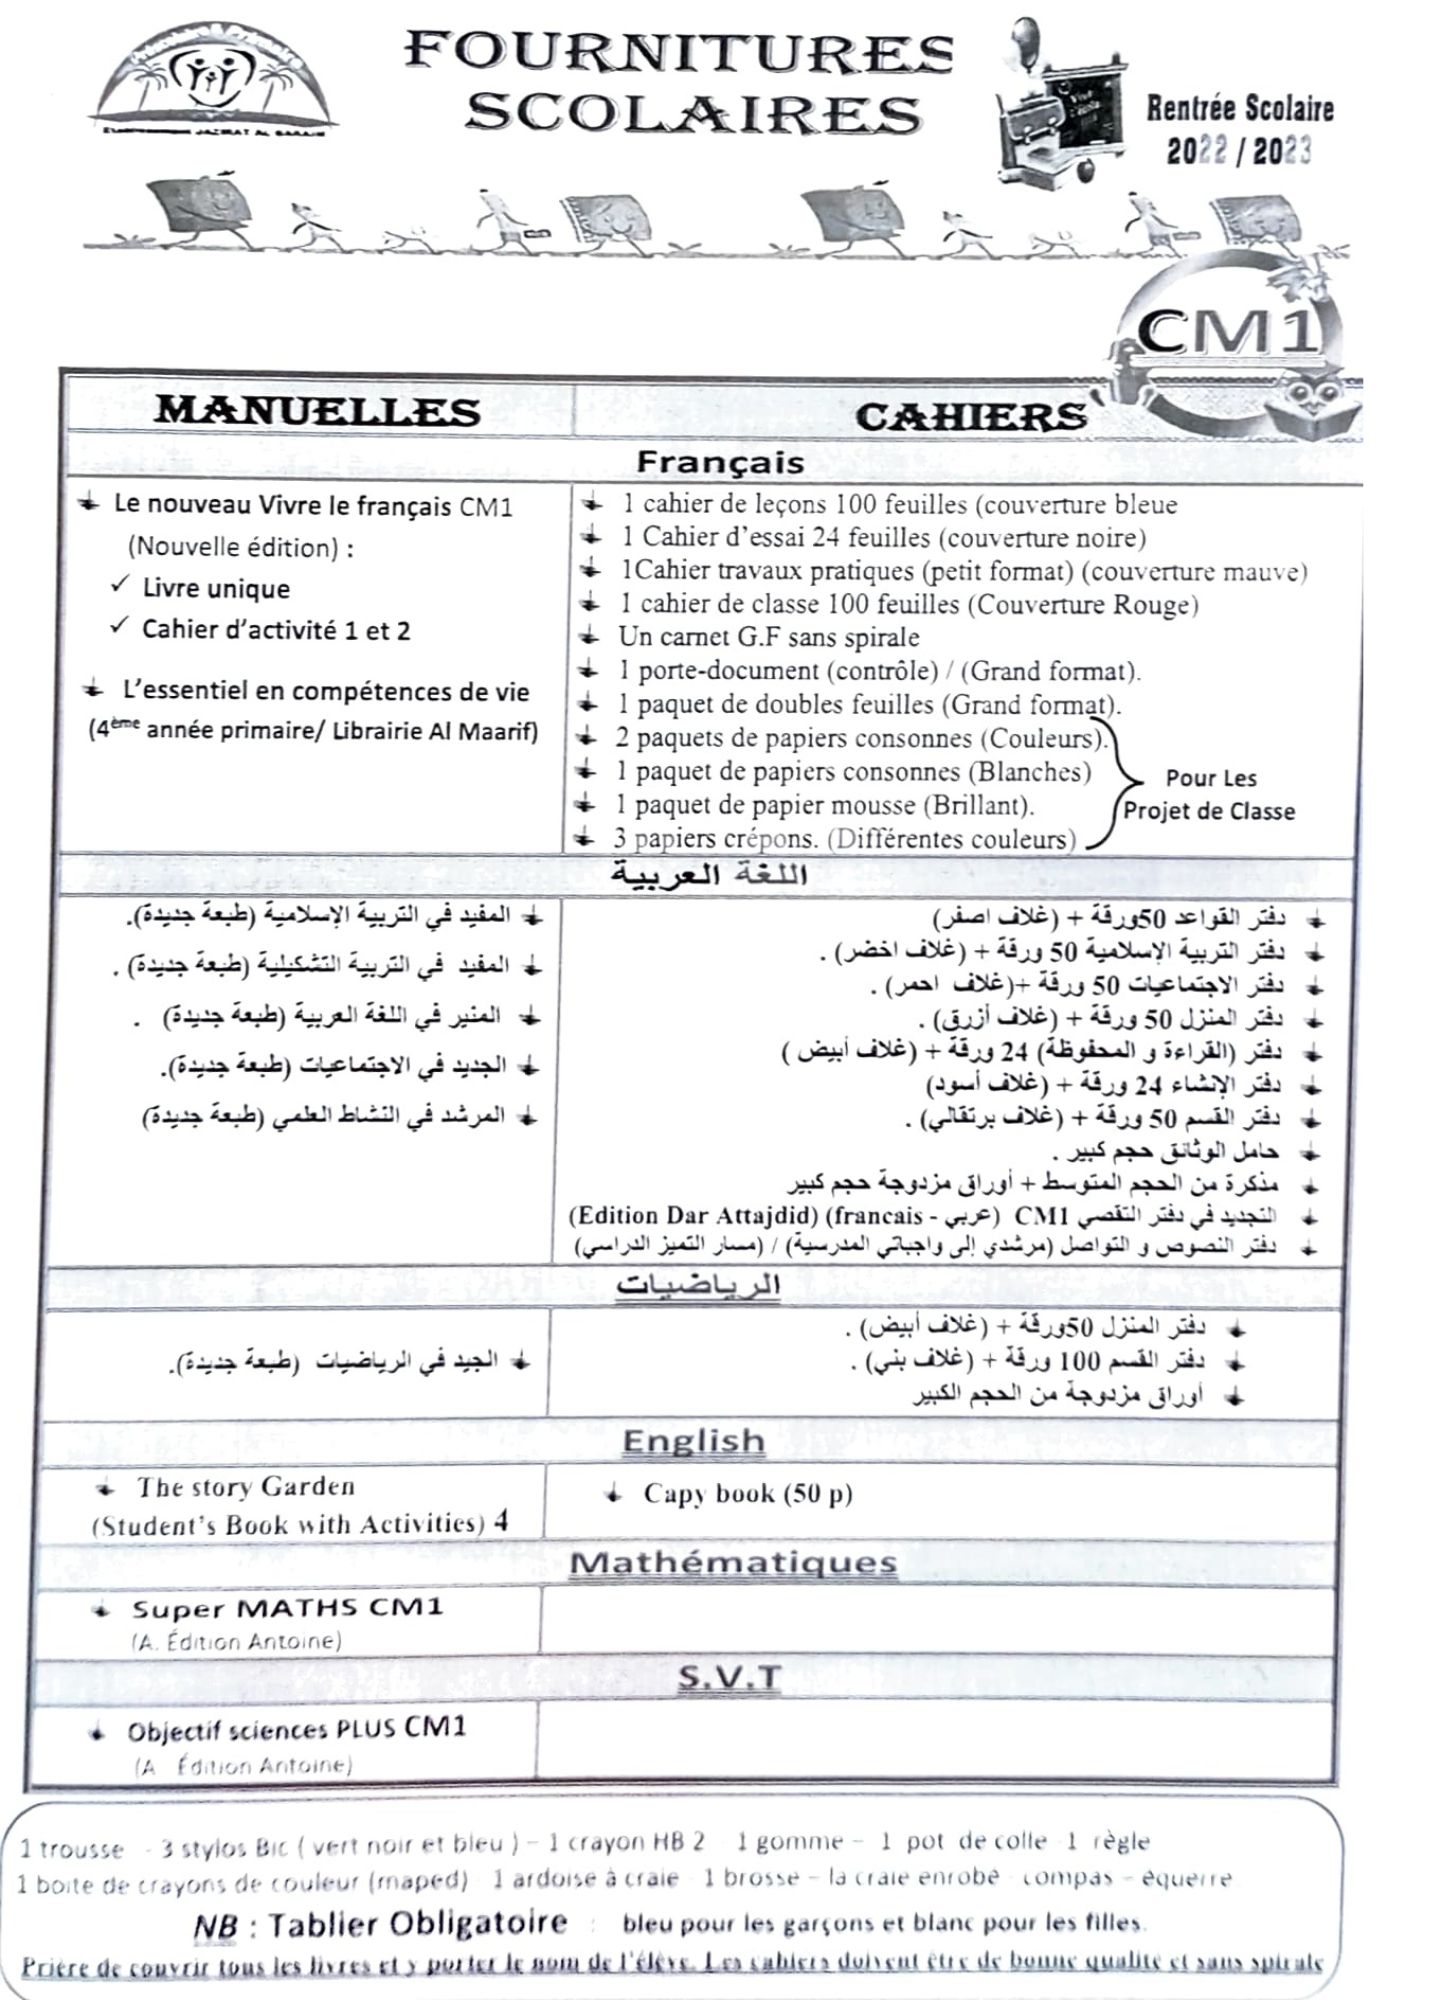 FOURNITURES
SCOLAIRES
Rentrée Scolaire
2022 / 2023
CM1
MANUELLES
CAHIERS
Français
Le nouveau Vivre le français CM1
(Nouvelle édition) :
✓ Livre unique
✓ Cahier d’activité 1 et 2
L’essentiel en compétences de vie
(4ème année primaire/ Librairie Al Maarif)
1 cahier de leçons 100 feuilles (couverture bleue
1 Cahier d’essai 24 feuilles (couverture noire)
1Cahier travaux pratiques (petit format) (couverture mauve)
1 cahier de classe 100 feuilles (Couverture Rouge)
Un carnet G.F sans spirale
1 porte-document (contrôle) / (Grand format).
1 paquet de doubles feuilles (Grand format).
2 paquets de papiers consonnes (Couleurs).
1 paquet de papiers consonnes (Blanches)
1 paquet de papier mousse (Brillant).
3 papiers crépons. (Différentes couleurs)
Pour Les
Projet de Classe
اللغة العربية
المفيد في التربية الإسلامية (طبعة جديدة).
المفيد في التربية التشكيلية (طبعة جديدة) .
المنير في اللغة العربية (طبعة جديدة) .
الجديد في الاجتماعيات (طبعة جديدة).
المرشد في النشاط العلمي (طبعة جديدة)
دفتر القواعد 50ورقة + (غلاف اصفر)
دفتر التربية الإسلامية 50 ورقة + (غلاف اخضر) .
دفتر الاجتماعيات 50 ورقة +(غلاف احمر) .
دفتر المنزل 50 ورقة + (غلاف أزرق) .
دفتر (القراءة و المحفوظة) 24 ورقة + (غلاف أبيض )
دفتر الإنشاء 24 ورقة + (غلاف أسود)
دفتر القسم 50 ورقة + (غلاف برتقالي) .
حامل الوثائق حجم كبير .
مذكرة من الحجم المتوسط + أوراق مزدوجة حجم كبير
التجديد في دفتر التقصي CM1 (عربي - francais) (Edition Dar Attajdid)
دفتر النصوص و التواصل (مرشدي إلى واجباتي المدرسية) / (مسار التميز الدراسي)
الرياضيات
الجيد في الرياضيات (طبعة جديدة).
دفتر المنزل 50ورقة + (غلاف أبيض) .
دفتر القسم 100 ورقة + (غلاف بني) .
أوراق مزدوجة من الحجم الكبير
English
The story Garden
(Student’s Book with Activities) 4
Capy book (50 p)
Mathématiques
Super MATHS CM1
(A. Édition Antoine)
S.V.T
Objectif sciences PLUS CM1
(A Édition Antoine)
1 trousse - 3 stylos Bic ( vert noir et bleu ) – 1 crayon HB 2 1 gomme – 1 pot de colle 1 règle
1 boite de crayons de couleur (maped) 1 ardoise à craie 1 brosse – la craie enrobé - compas – équerre
NB : Tablier Obligatoire : bleu pour les garçons et blanc pour les filles.
Prière de couvrir tous les livres et y porter le nom de l'élève. Les cahiers doivent être de bonne qualité et sans spirale